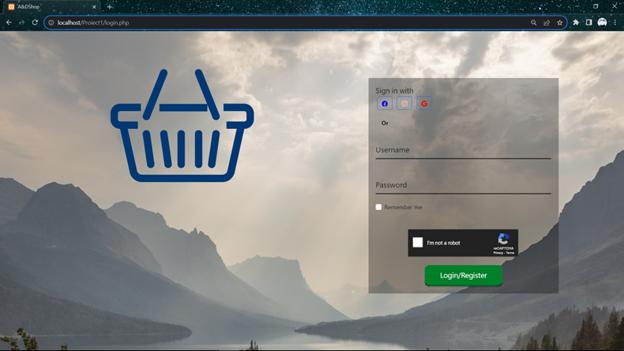 A&DShop
localhost/Project1/login.php
Sign in with
Or
Username
Password
Remember me
I'm not a robot
reCAPTCHA
Privacy - Terms
Login/Register